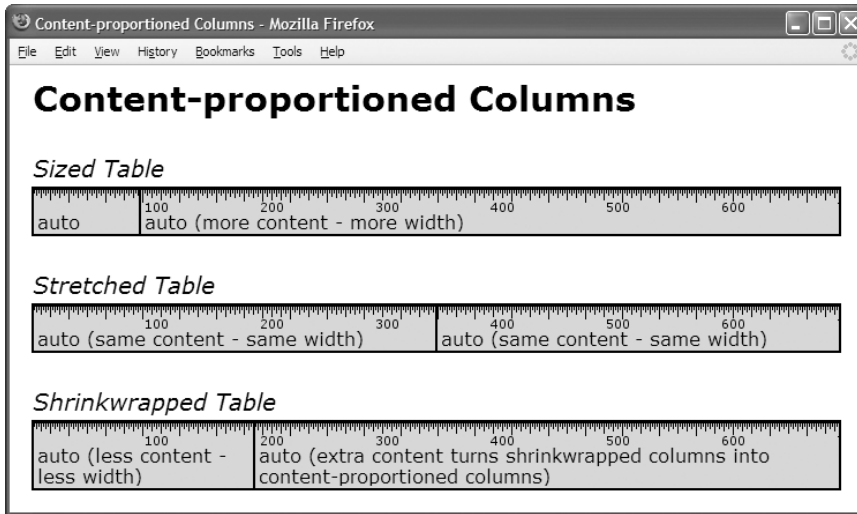 Content-proportioned Columns - Mozilla Firefox
File Edit View History Bookmarks Tools Help
Content-proportioned Columns
Sized Table
100 200 300 400 500 600
auto auto (more content - more width)
Stretched Table
100 200 300 400 500 600
auto (same content - same width) auto (same content - same width)
Shrinkwrapped Table
100 200 300 400 500 600
auto (less content - auto (extra content turns shrinkwrapped columns into
less width) content-proportioned columns)